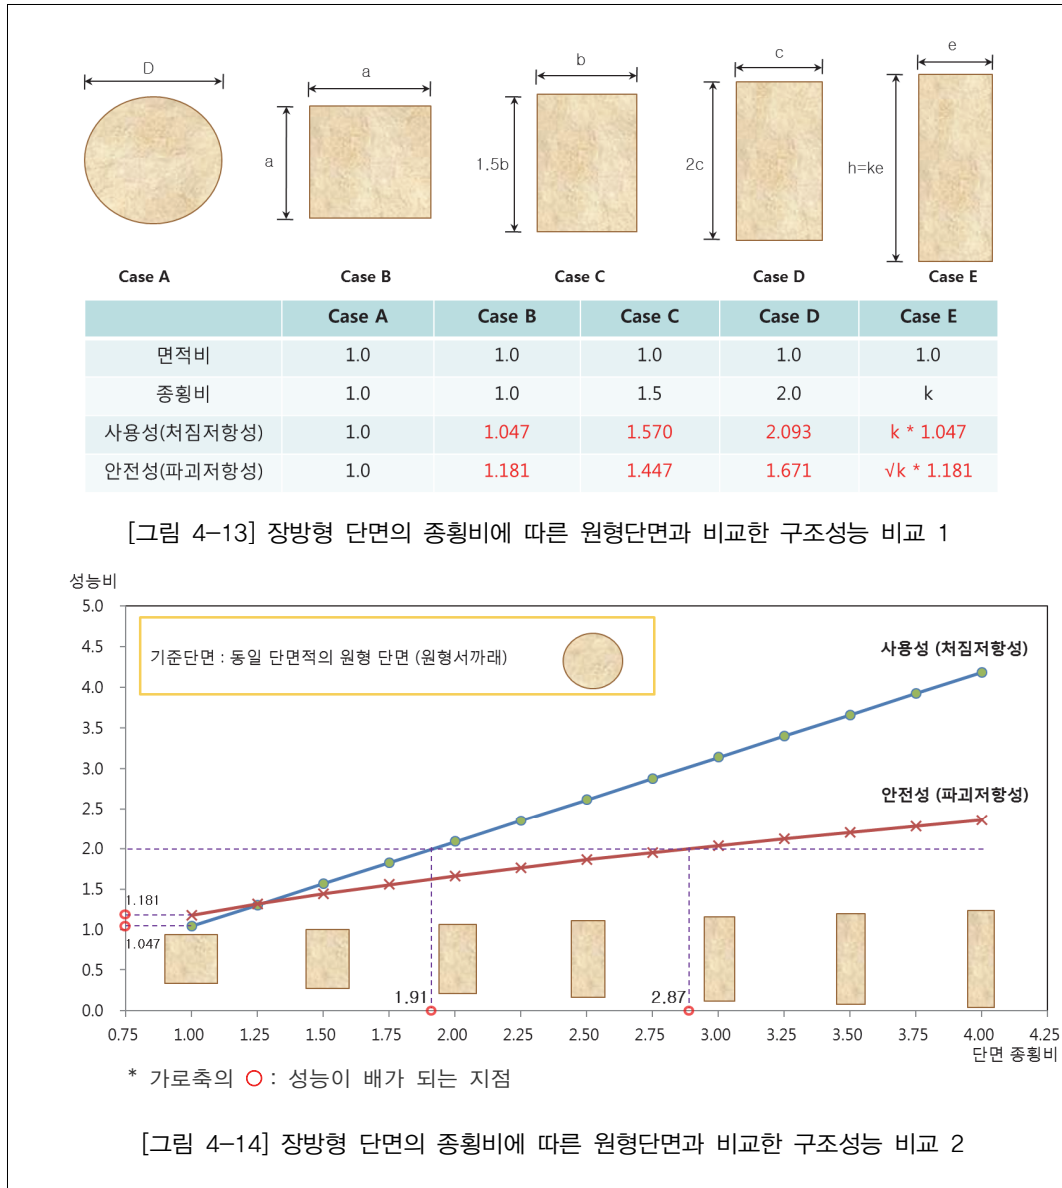 D
a
a
b
1.5b
c
2c
e
h=ke
Case A
Case B
Case C
Case D
Case E
Case A Case B Case C Case D Case E
면적비 1.0 1.0 1.0 1.0 1.0
종횡비 1.0 1.0 1.5 2.0 k
사용성(처짐저항성) 1.0 1.047 1.570 2.093 k * 1.047
안전성(파괴저항성) 1.0 1.181 1.447 1.671 √k * 1.181
[그림 4-13] 장방형 단면의 종횡비에 따른 원형단면과 비교한 구조성능 비교 1
성능비
5.0
4.5
4.0
3.5
3.0
2.5
2.0
1.5
1.0
0.5
0.0
기준단면 : 동일 단면적의 원형 단면 (원형서까래)
사용성 (처짐저항성)
안전성 (파괴저항성)
1.181
1.047
1.91
2.87
0.75 1.00 1.25 1.50 1.75 2.00 2.25 2.50 2.75 3.00 3.25 3.50 3.75 4.00 4.25
단면 종횡비
* 가로축의 O : 성능이 배가 되는 지점
[그림 4-14] 장방형 단면의 종횡비에 따른 원형단면과 비교한 구조성능 비교 2